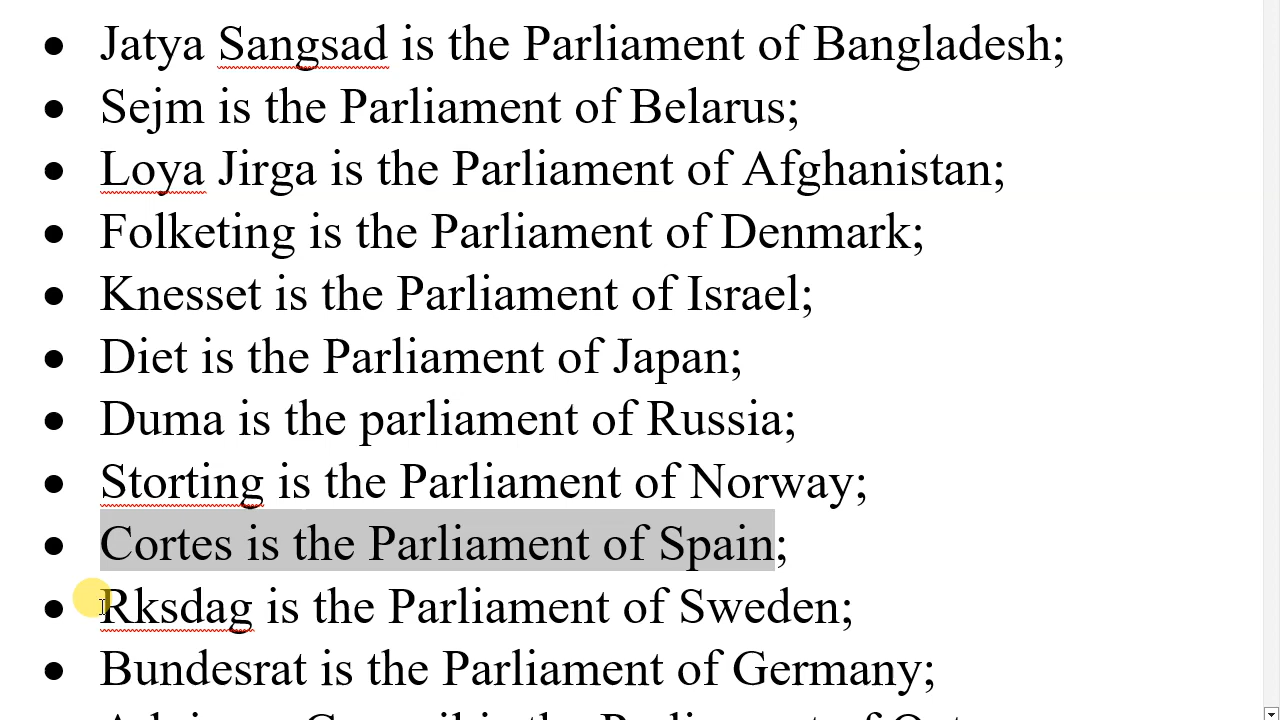 • Jatya Sangsad is the Parliament of Bangladesh;
• Sejm is the Parliament of Belarus;
• Loya Jirga is the Parliament of Afghanistan;
• Folketing is the Parliament of Denmark;
• Knesset is the Parliament of Israel;
• Diet is the Parliament of Japan;
• Duma is the parliament of Russia;
• Storting is the Parliament of Norway;
• Cortes is the Parliament of Spain;
• Rksdag is the Parliament of Sweden;
• Bundesrat is the Parliament of Germany;